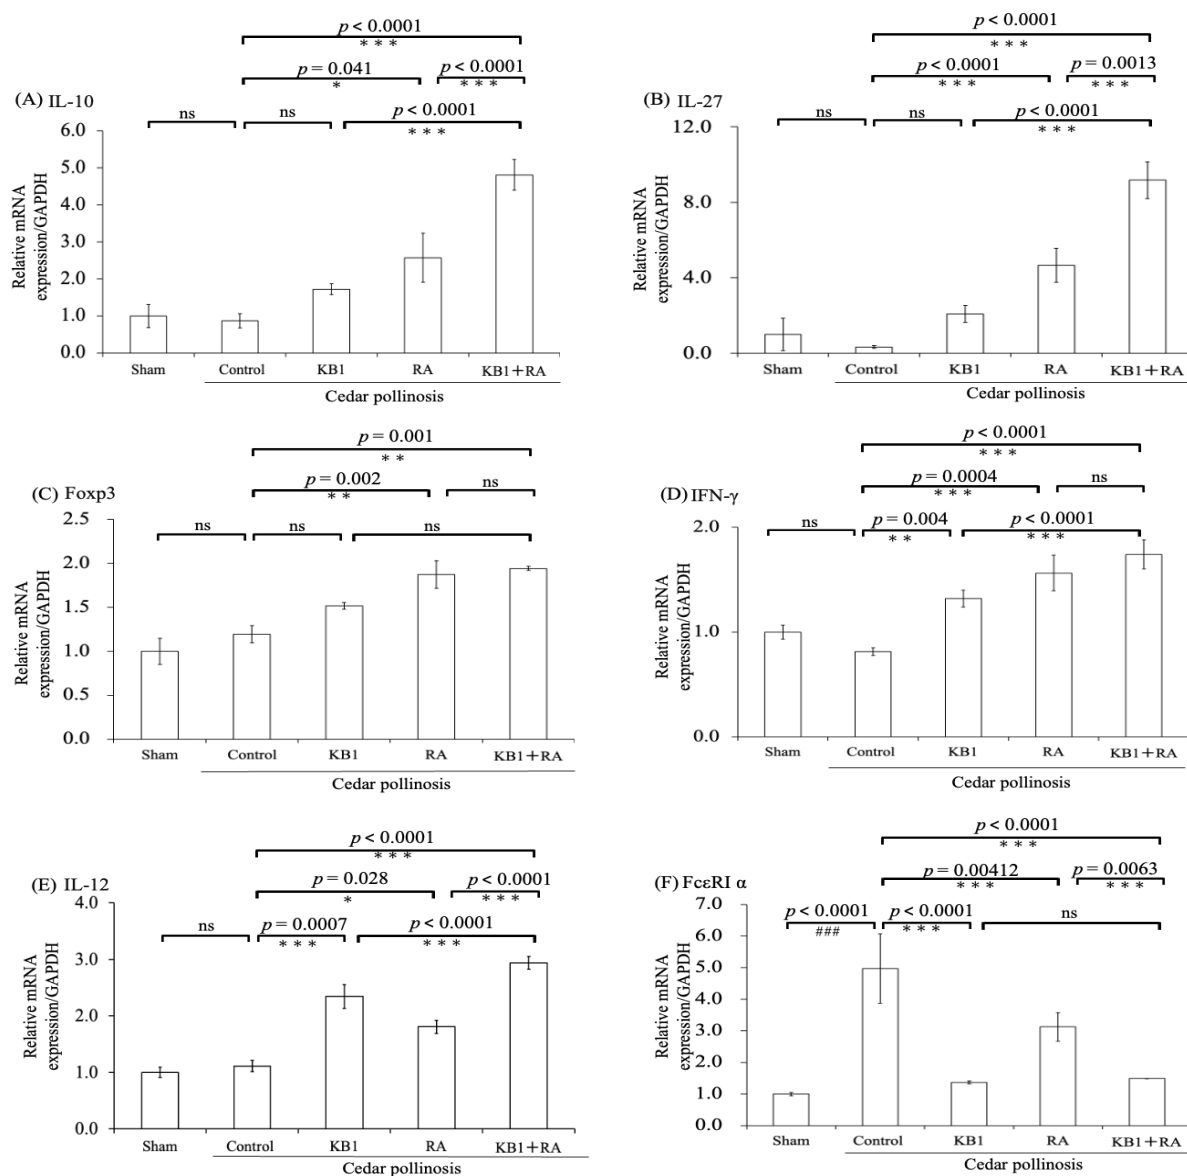 p < 0.0001
* * *
p = 0.041
*
p < 0.0001
* * *
(A) IL-10
ns
ns
p < 0.0001
* * *
Relative mRNA
expression/GAPDH
6.0
5.0
4.0
3.0
2.0
1.0
0.0
Sham
Control
KB1
RA
KB1+RA
Cedar pollinosis
p < 0.0001
* * *
p < 0.0001
* * *
p = 0.0013
* * *
(B) IL-27
ns
ns
p < 0.0001
* * *
Relative mRNA
expression/GAPDH
12.0
8.0
4.0
0.0
Sham
Control
KB1
RA
KB1+RA
Cedar pollinosis
p = 0.001
* *
p = 0.002
* *
ns
(C) Foxp3
ns
ns
ns
Relative mRNA
expression/GAPDH
2.5
2.0
1.5
1.0
0.5
0.0
Sham
Control
KB1
RA
KB1+RA
Cedar pollinosis
p < 0.0001
* * *
p = 0.0004
* * *
ns
(D) IFN-γ
ns
p = 0.004
* *
p < 0.0001
* * *
Relative mRNA
expression/GAPDH
2.0
1.0
0.0
Sham
Control
KB1
RA
KB1+RA
Cedar pollinosis
p < 0.0001
* * *
p = 0.028
*
p < 0.0001
* * *
(E) IL-12
ns
p = 0.0007
* * *
p < 0.0001
* * *
Relative mRNA
expression/GAPDH
4.0
3.0
2.0
1.0
0.0
Sham
Control
KB1
RA
KB1+RA
Cedar pollinosis
p < 0.0001
* * *
p = 0.00412
* * *
p = 0.0063
* * *
(F) FcεRI α
p < 0.0001
###
p < 0.0001
* * *
ns
Relative mRNA
expression/GAPDH
7.0
6.0
5.0
4.0
3.0
2.0
1.0
0.0
Sham
Control
KB1
RA
KB1+RA
Cedar pollinosis